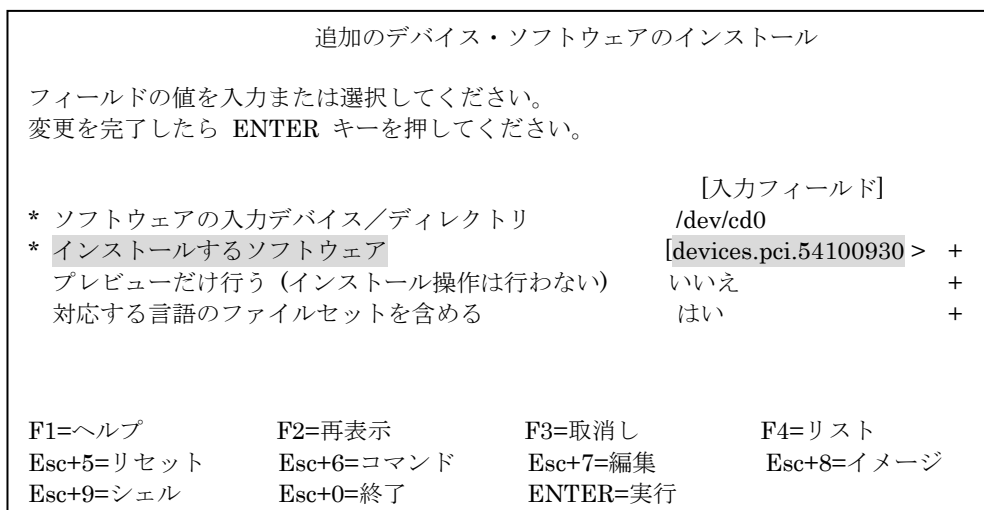 追加のデバイス・ソフトウェアのインストール
フィールドの値を入力または選択してください。
変更を完了したら ENTER キーを押してください。
[入力フィールド]
* ソフトウェアの入力デバイス／ディレクトリ /dev/cd0
* インストールするソフトウェア [devices.pci.54100930 > +
プレビューだけ行う (インストール操作は行わない) いいえ +
対応する言語のファイルセットを含める はい +
F1=ヘルプ F2=再表示 F3=取消し F4=リスト
Esc+5=リセット Esc+6=コマンド Esc+7=編集 Esc+8=イメージ
Esc+9=シェル Esc+0=終了 ENTER=実行